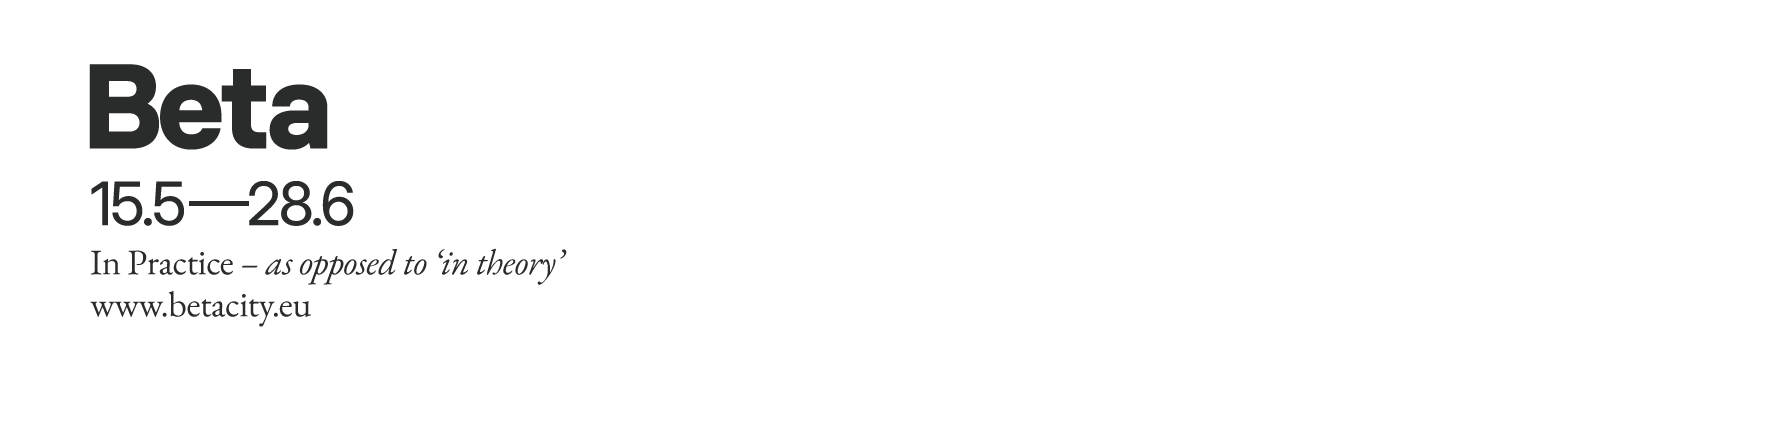 Beta
15.5—28.6
In Practice – as opposed to ‘in theory’
www.betacity.eu